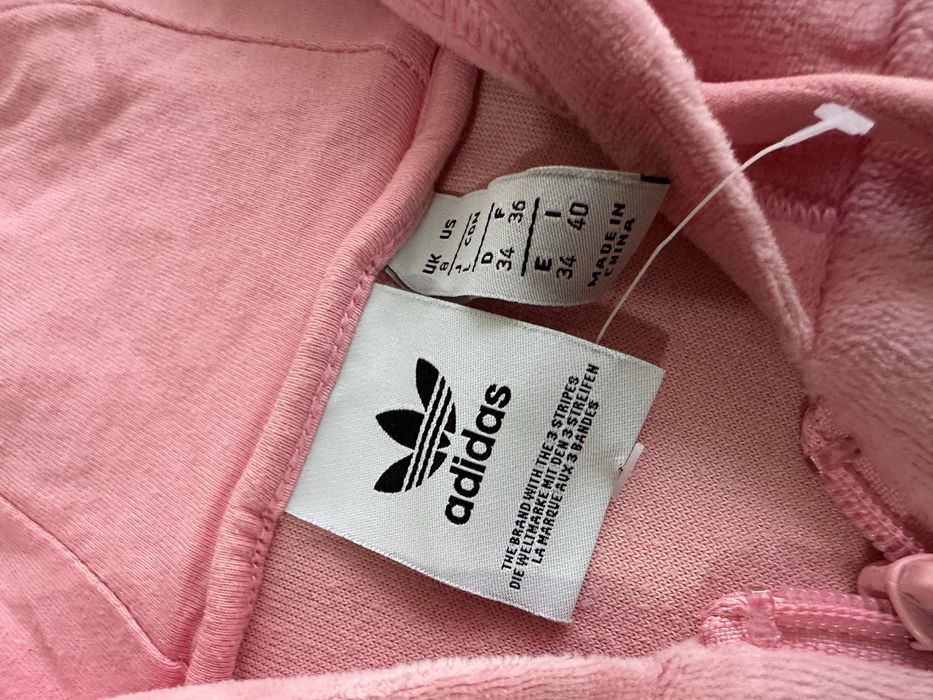 UK US
8 CDN
D F
34 36
E I
34 40
MADE IN
CHINA
adidas
THE BRAND WITH THE 3 STRIPES
DIE WELTMARKE MIT DEN 3 STREIFEN
LA MARQUE AUX 3 BANDES